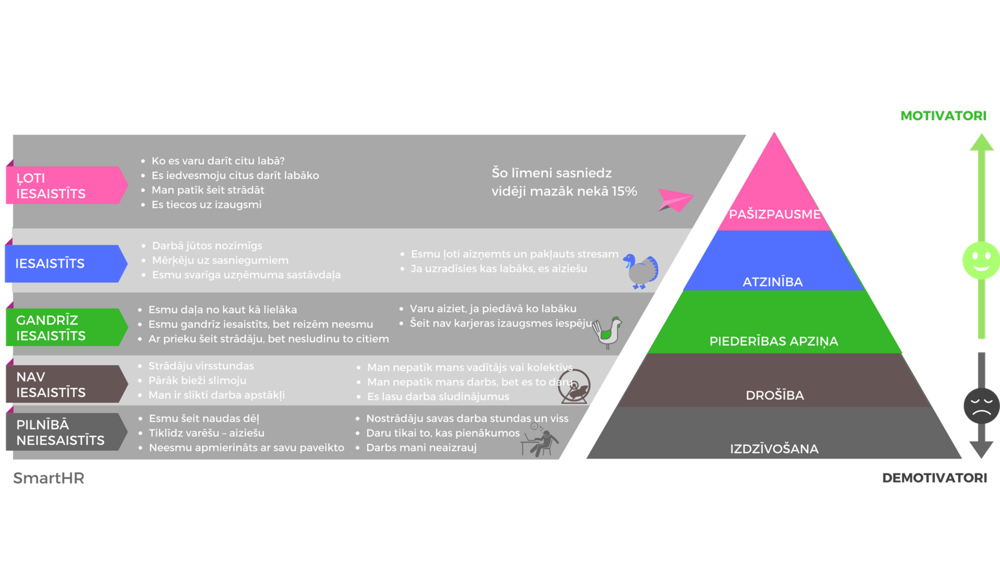 MOTIVATORI
ĻOTI
IESAISTĪTS
Ko es varu darīt citu labā?
Es iedvesmoju citus darīt labāko
Man patīk šeit strādāt
Es tiecos uz izaugsmi
Šo līmeni sasniedz
vidēji mazāk nekā 15%
PAŠIZPAUSME
IESAISTĪTS
Darbā jūtos nozīmīgs
Mērķēju uz sasniegumiem
Esmu svarīga uzņēmuma sastāvdaļa
Esmu ļoti aizņemts un pakļauts stresam
Ja uzradīsies kas labāks, es aiziešu
ATZINĪBA
GANDRĪZ
IESAISTĪTS
Esmu daļa no kaut kā lielāka
Esmu gandrīz iesaistīts, bet reizēm neesmu
Ar prieku šeit strādāju, bet nesludinu to citiem
Varu aiziet, ja piedāvā ko labāku
Šeit nav karjeras izaugsmes iespēju
PIEDERĪBAS APZIŅA
NAV
IESAISTĪTS
Strādāju virsstundas
Pārāk bieži slimoju
Man ir slikti darba apstākļi
Man nepatīk mans vadītājs vai kolektīvs
Man nepatīk mans darbs, bet es to daru
Es lasu darba sludinājumus
DROŠĪBA
PILNĪBĀ
NEIESAISTĪTS
Esmu šeit naudas dēļ
Tiklīdz varēšu – aiziešu
Neesmu apmierināts ar savu paveikto
Nostrādāju savas darba stundas un viss
Daru tikai to, kas pienākumos
Darbs mani neaizrauj
IZDZĪVOŠANA
SmartHR
DEMOTIVATORI